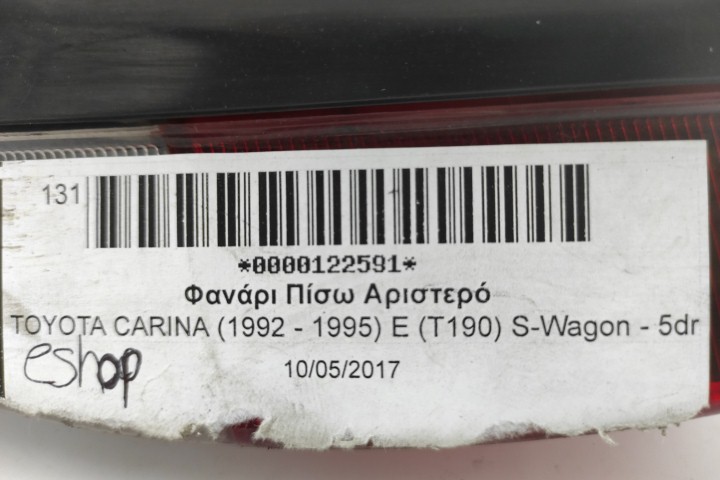 131
*0000122591*
Φανάρι Πίσω Αριστερό
TOYOTA CARINA (1992 - 1995) E (T190) S-Wagon - 5dr
eshop
10/05/2017